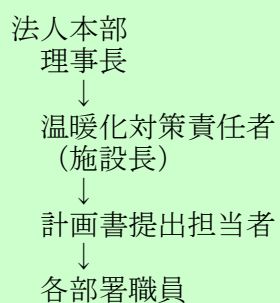 法人本部
理事長
↓
温暖化対策責任者
（施設長）
↓
計画書提出担当者
↓
各部署職員